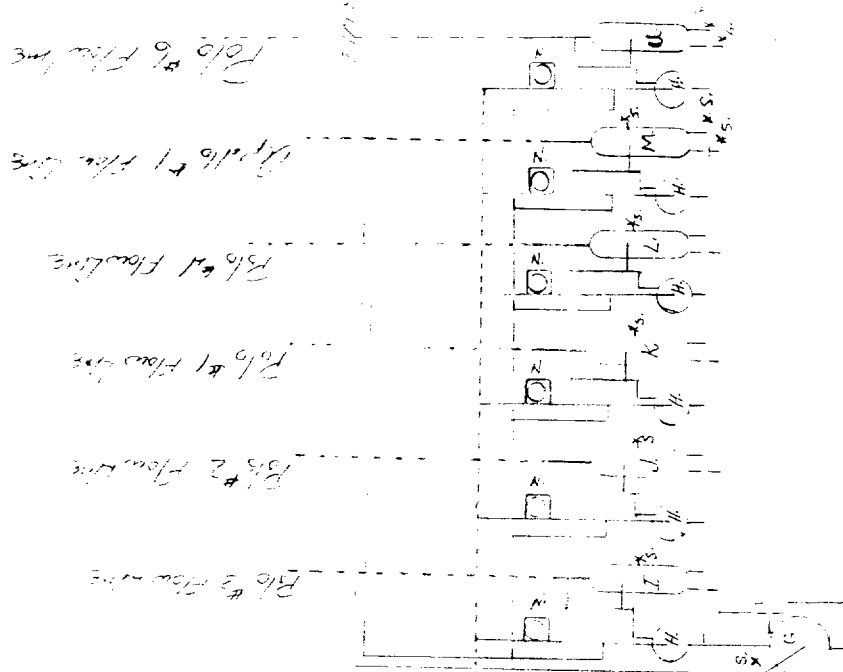 Polo #6 Flow line
N.
H.
Apollo #1 Flow Line
M.
*S.
N.
H.
Polo #4 FlowLine
L.
*S.
N.
H.
Polo #1 Flow Line
K
*S.
N.
H.
Polo #2 Flow Line
J.
*S
N.
H.
Polo #3 Flow Line
I
*S.
N.
H.
S.*
G